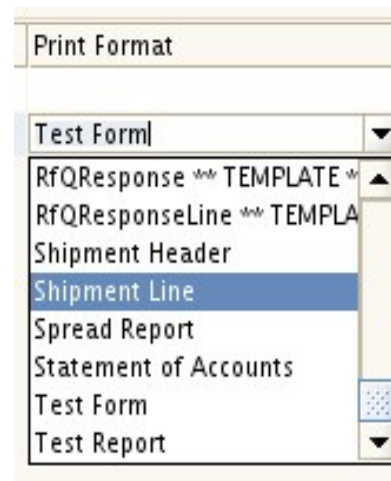 Print Format
Test Form
RfQResponse ** TEMPLATE *
RfQResponseLine ** TEMPLA
Shipment Header
Shipment Line
Spread Report
Statement of Accounts
Test Form
Test Report